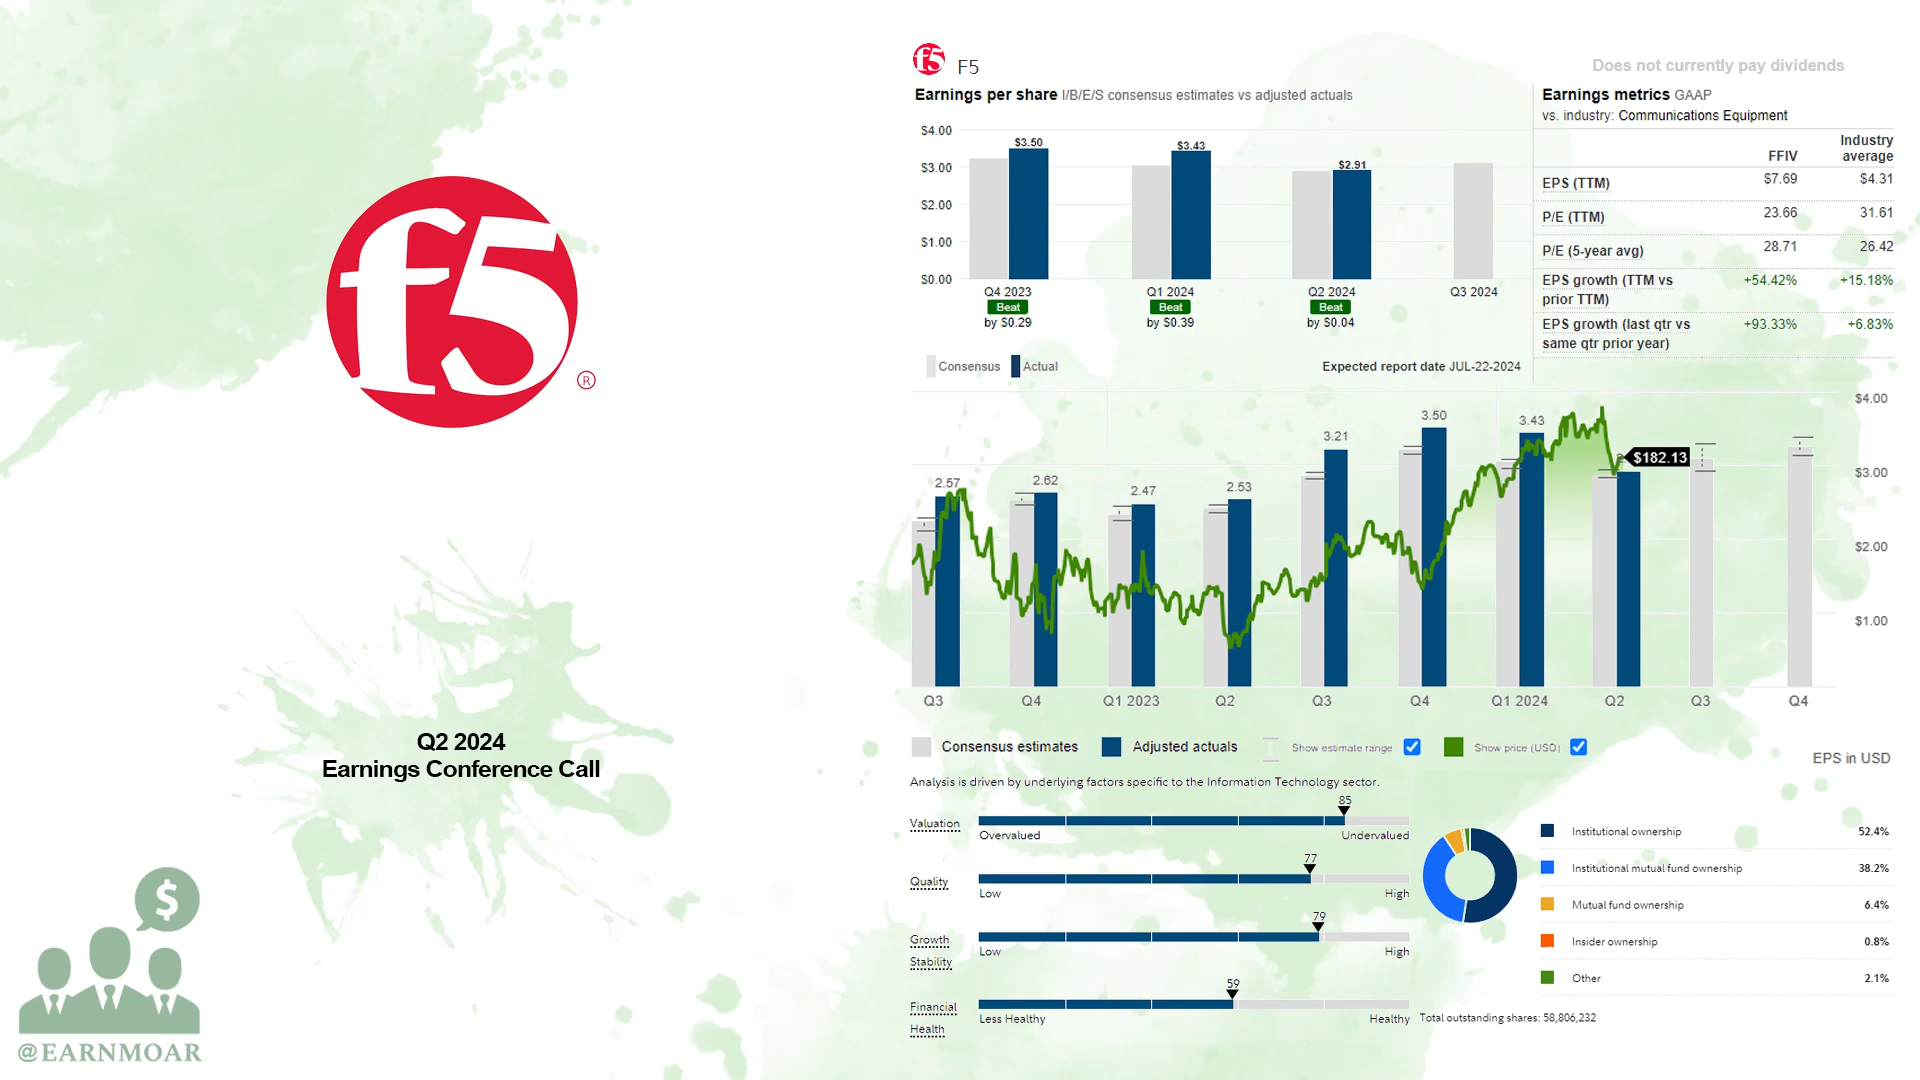 f5
®
Q2 2024
Earnings Conference Call
$
@EARNMOAR
f5 F5
Does not currently pay dividends
Earnings per share I/B/E/S consensus estimates vs adjusted actuals
$4.00
$3.00
$2.00
$1.00
$0.00
$3.50
$3.43
$2.91
Q4 2023
Q1 2024
Q2 2024
Q3 2024
Beat
Beat
Beat
by $0.29
by $0.39
by $0.04
Consensus
Actual
Expected report date JUL-22-2024
Earnings metrics GAAP
vs. industry: Communications Equipment
FFIV
Industry
average
EPS (TTM) $7.69 $4.31
P/E (TTM) 23.66 31.61
P/E (5-year avg) 28.71 26.42
EPS growth (TTM vs
prior TTM) +54.42% +15.18%
EPS growth (last qtr vs
same qtr prior year) +93.33% +6.83%
$4.00
$3.00
$2.00
$1.00
2.57
2.62
2.47
2.53
3.21
3.50
3.43
$182.13
Q3
Q4
Q1 2023
Q2
Q3
Q4
Q1 2024
Q2
Q3
Q4
Consensus estimates
Adjusted actuals
Show estimate range
Show price (USD)
EPS in USD
Analysis is driven by underlying factors specific to the Information Technology sector.
Valuation
85
Overvalued
Undervalued
Quality
77
Low
High
Growth
Stability
79
Low
High
Financial
Health
59
Less Healthy
Healthy
Institutional ownership 52.4%
Institutional mutual fund ownership 38.2%
Mutual fund ownership 6.4%
Insider ownership 0.8%
Other 2.1%
Total outstanding shares: 58,806,232